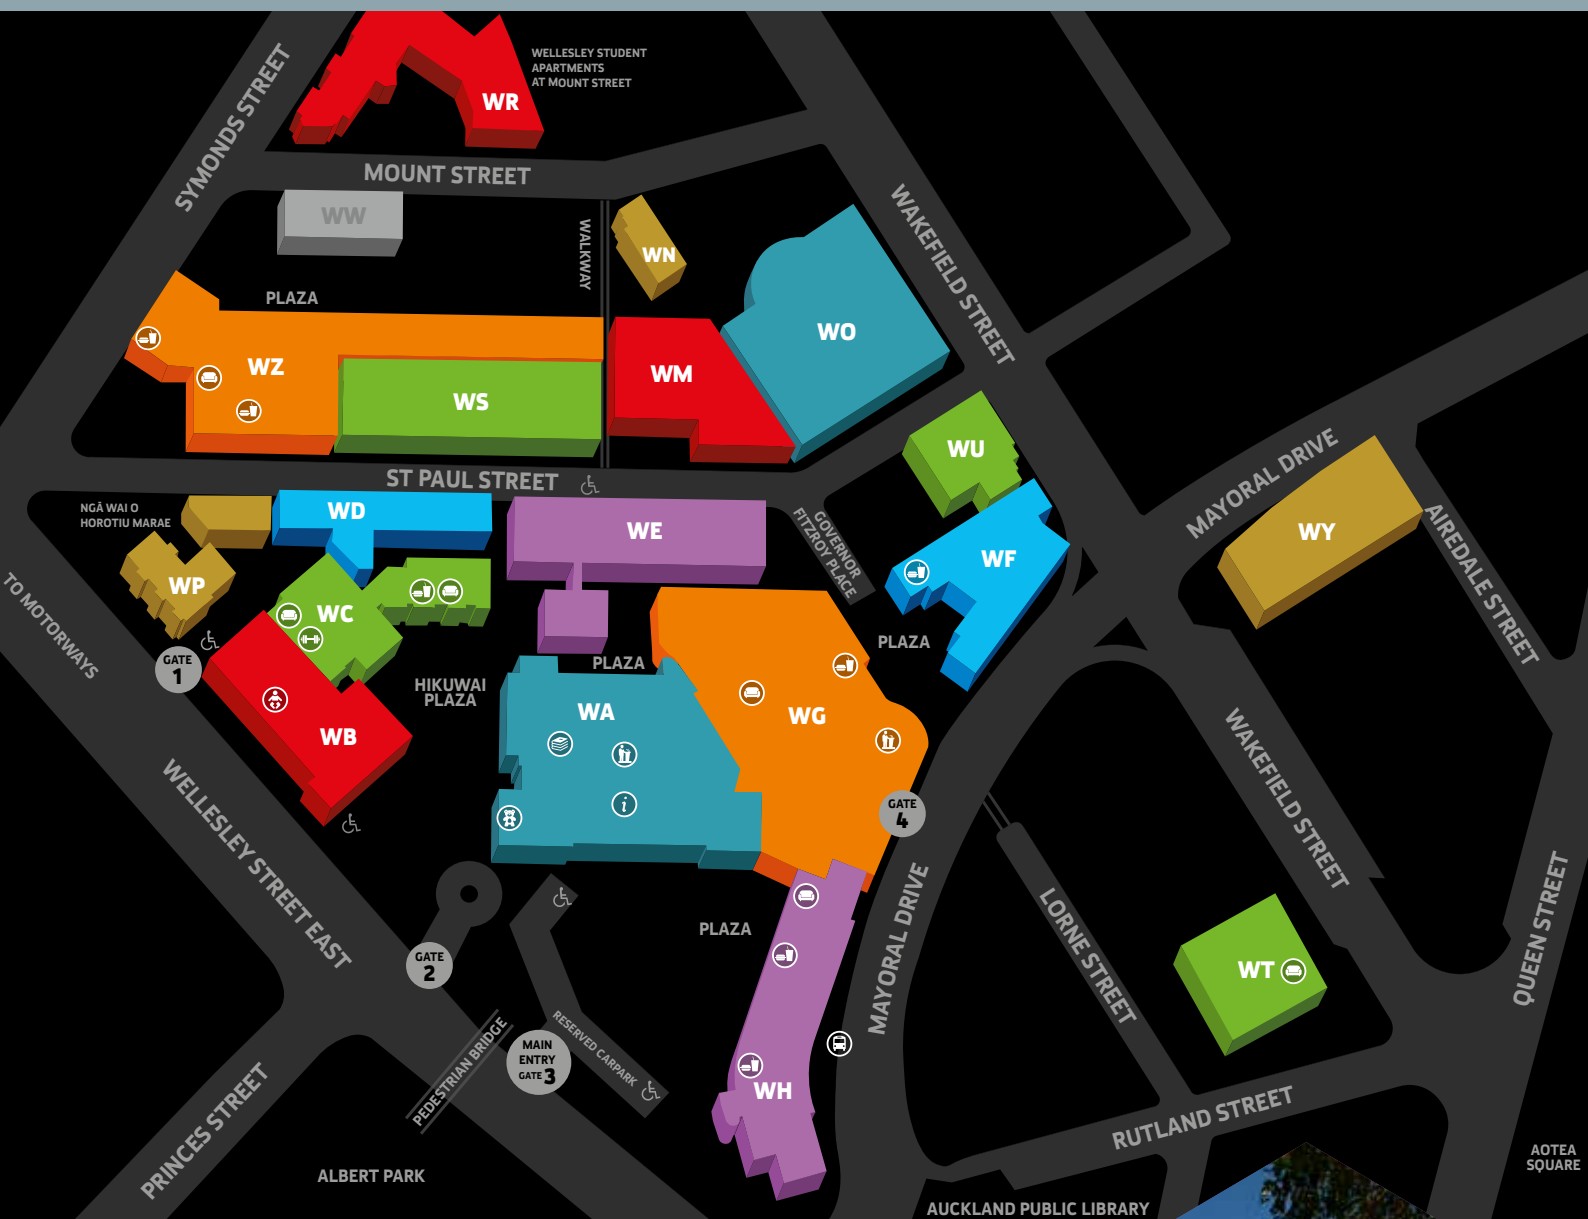 WELLESLEY STUDENT
APARTMENTS
AT MOUNT STREET
WR
SYMONDS STREET
MOUNT STREET
WW
WALKWAY
WN
WAKEFIELD STREET
PLAZA
WO
WZ
WM
WS
WU
MAYORAL DRIVE
ST PAUL STREET
NGĀ WAI O
HOROTIU MARAE
WD
WE
GOVERNOR
FITZROY PLACE
WF
WY
AIREDALE STREET
TO MOTORWAYS
WP
WC
PLAZA
GATE
1
PLAZA
HIKUWAI
PLAZA
WA
WG
WB
WAKEFIELD STREET
WELLESLEY STREET EAST
i
GATE
4
MAYORAL DRIVE
LORNE STREET
QUEEN STREET
PLAZA
GATE
2
WT
PEDESTRIAN BRIDGE
MAIN
ENTRY
GATE 3
RESERVED CARPARK
WH
PRINCES STREET
RUTLAND STREET
ALBERT PARK
AOTEA
SQUARE
AUCKLAND PUBLIC LIBRARY